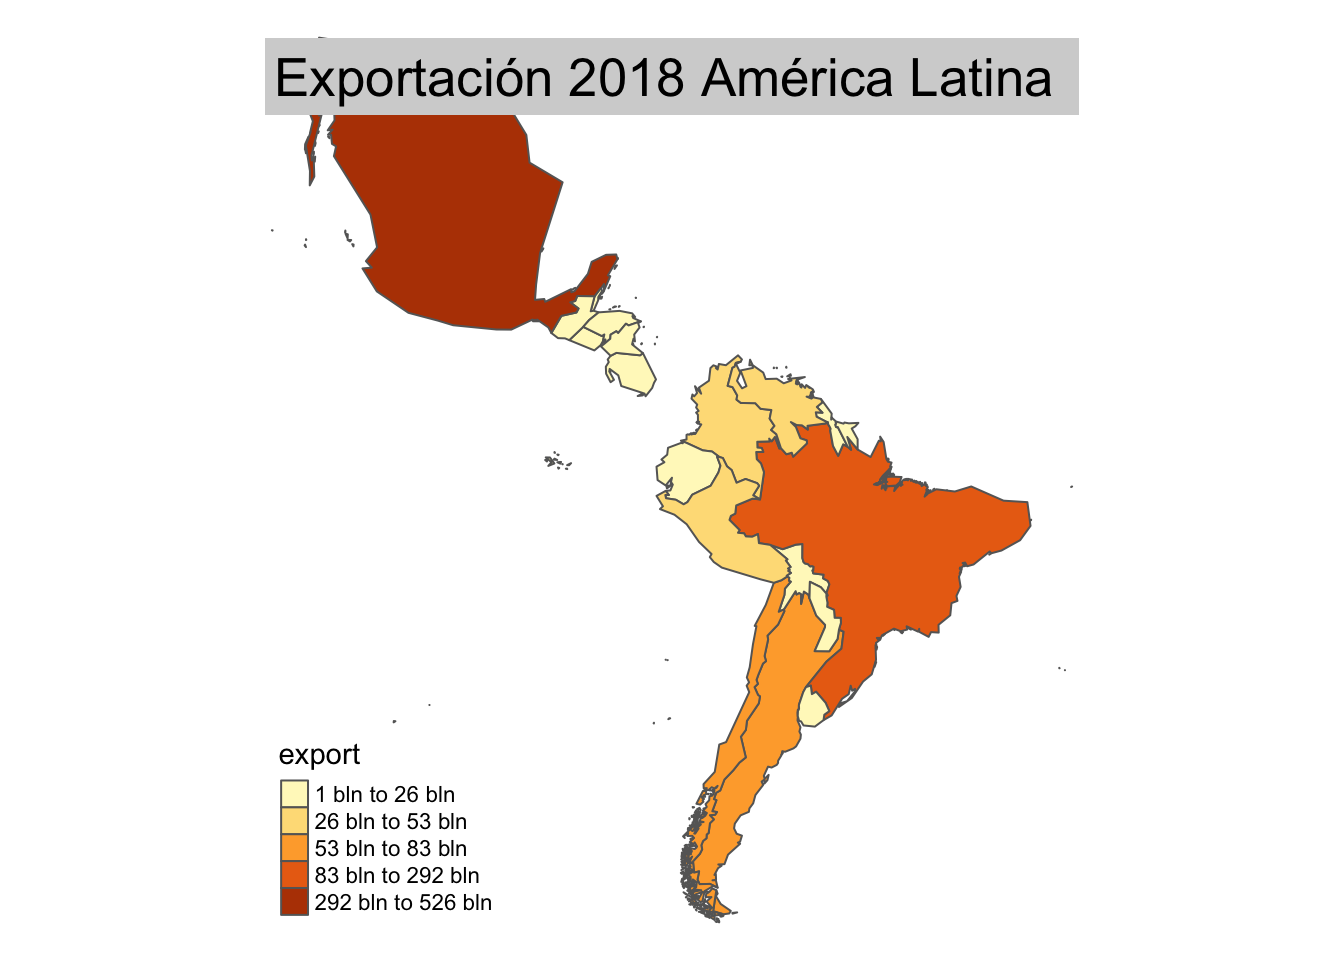 Exportación 2018 América Latina
export
1 bln to 26 bln
26 bln to 53 bln
53 bln to 83 bln
83 bln to 292 bln
292 bln to 526 bln